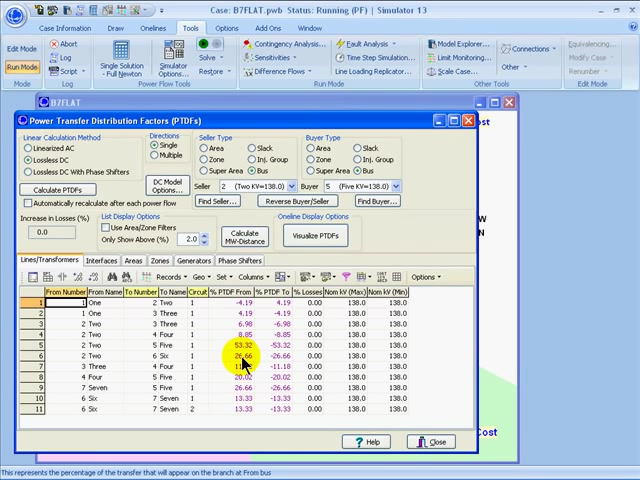 Case: B7FLAT.pwb Status: Running (PF) | Simulator 13
Case Information Draw Onelines Tools Options Add Ons Window
Edit Mode
Run Mode
Abort
Log
Script
Single Solution - Full Newton
Simulator Options
Solve
Restore
Contingency Analysis...
Sensitivities
Difference Flows
Fault Analysis
Time Step Simulation...
Line Loading Replicator...
Model Explorer...
Limit Monitoring...
Scale Case...
Connections
Other
Equivalencing...
Modify Case
Renumber
Mode Log Power Flow Tools Run Mode Tools Other Tools Edit Mode
B7FLAT
Power Transfer Distribution Factors (PTDFs)
Linear Calculation Method
Linearized AC
Lossless DC
Lossless DC With Phase Shifters
Calculate PTDFs
Automatically recalculate after each power flow
Directions
Single
Multiple
DC Model Options...
Seller Type
Area Slack
Zone Inj. Group
Super Area Bus
Buyer Type
Area Slack
Zone Inj. Group
Super Area Bus
Seller 2 (Two KV=138.0) Buyer 5 (Five KV=138.0)
Find Seller... Reverse Buyer/Seller Find Buyer...
Increase in Losses (%)
0.0
List Display Options
Use Area/Zone Filters
Only Show Above (%) 2.0
Calculate MW-Distance
Oneline Display Options
Visualize PTDFs
Lines/Transformers Interfaces Areas Zones Generators Phase Shifters
Records Geo Set Columns Options
From Number From Name To Number To Name Circuit % PTDF From % PTDF To % Losses Nom kV (Max) Nom kV (Min)
1 1 One 2 Two 1 -4.19 4.19 0.00 138.0 138.0
2 1 One 3 Three 1 4.19 -4.19 0.00 138.0 138.0
3 2 Two 3 Three 1 6.98 -6.98 0.00 138.0 138.0
4 2 Two 4 Four 1 8.85 -8.85 0.00 138.0 138.0
5 2 Two 5 Five 1 53.32 -53.32 0.00 138.0 138.0
6 2 Two 6 Six 1 26.66 -26.66 0.00 138.0 138.0
7 3 Three 4 Four 1 -11.18 0.00 138.0 138.0
8 4 Four 5 Five 1 20.02 -20.02 0.00 138.0 138.0
9 7 Seven 5 Five 1 26.66 -26.66 0.00 138.0 138.0
10 6 Six 7 Seven 1 13.33 -13.33 0.00 138.0 138.0
11 6 Six 7 Seven 2 13.33 -13.33 0.00 138.0 138.0
Help Close
ost
W
N
Cost
This represents the percentage of the transfer that will appear on the branch at From bus